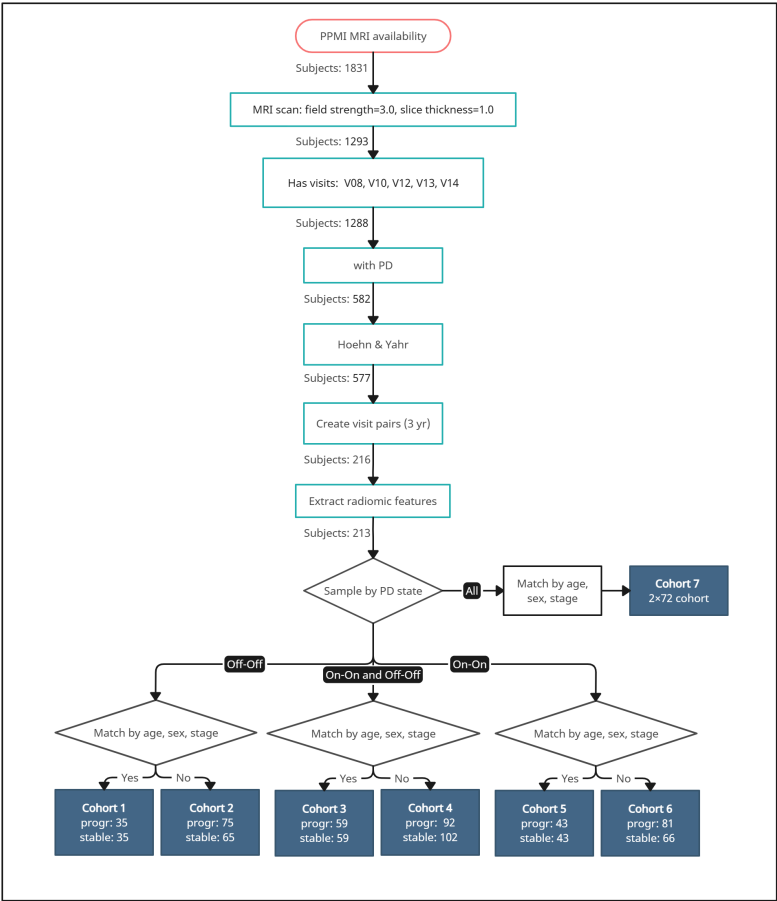 PPMI MRI availability
Subjects: 1831
MRI scan: field strength=3.0, slice thickness=1.0
Subjects: 1293
Has visits: V08, V10, V12, V13, V14
Subjects: 1288
with PD
Subjects: 582
Hoehn & Yahr
Subjects: 577
Create visit pairs (3 yr)
Subjects: 216
Extract radiomic features
Subjects: 213
Sample by PD state
All
Match by age,
sex, stage
Cohort 7
2×72 cohort
Off-Off
On-On and Off-Off
On-On
Match by age, sex, stage
Match by age, sex, stage
Match by age, sex, stage
Yes
No
Yes
No
Yes
No
Cohort 1
progr: 35
stable: 35
Cohort 2
progr: 75
stable: 65
Cohort 3
progr: 59
stable: 59
Cohort 4
progr: 92
stable: 102
Cohort 5
progr: 43
stable: 43
Cohort 6
progr: 81
stable: 66